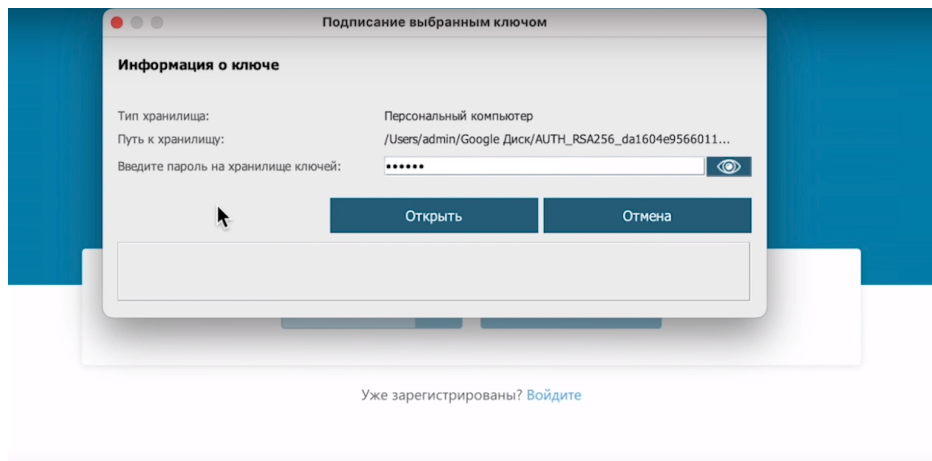 Подписание выбранным ключом
Информация о ключе
Тип хранилища: Персональный компьютер
Путь к хранилищу: /Users/admin/Google Диск/AUTH_RSA256_da1604e9566011...
Введите пароль на хранилище ключей: ••••••
Открыть Отмена
Уже зарегистрированы? Войдите